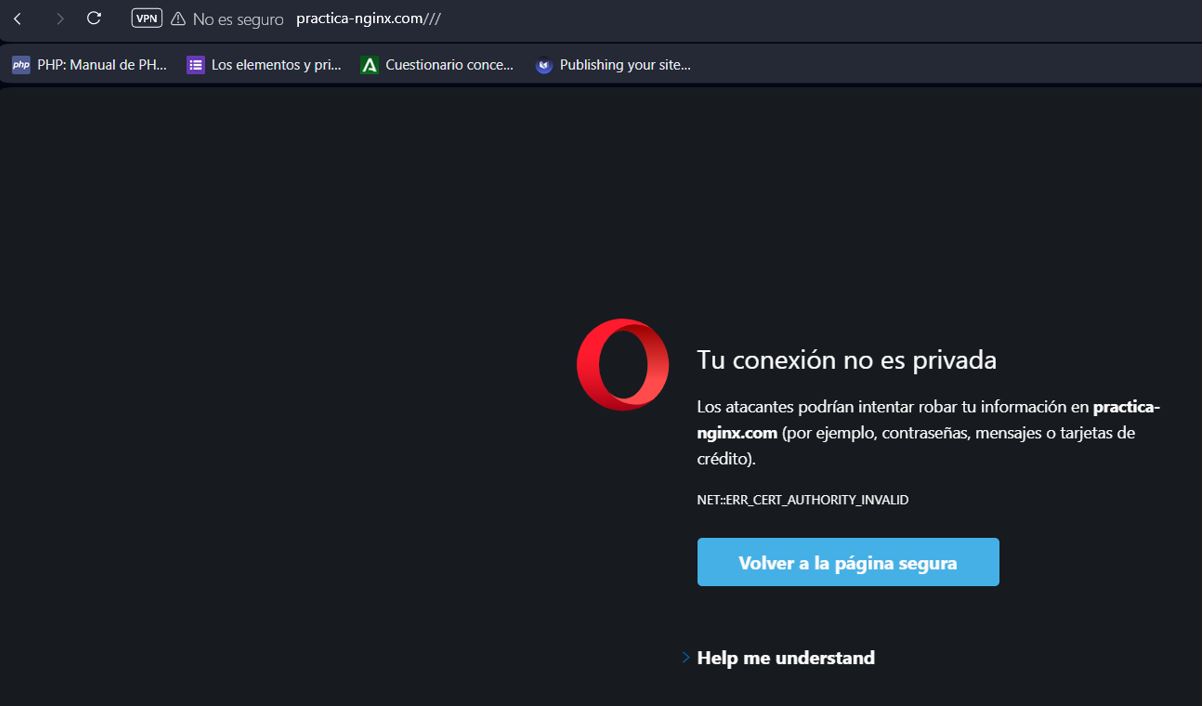 VPN No es seguro practica-nginx.com///
php PHP: Manual de PH... Los elementos y pri... Cuestionario conce... Publishing your site...
Tu conexión no es privada
Los atacantes podrían intentar robar tu información en practica-
nginx.com (por ejemplo, contraseñas, mensajes o tarjetas de
crédito).
NET::ERR_CERT_AUTHORITY_INVALID
Volver a la página segura
Help me understand